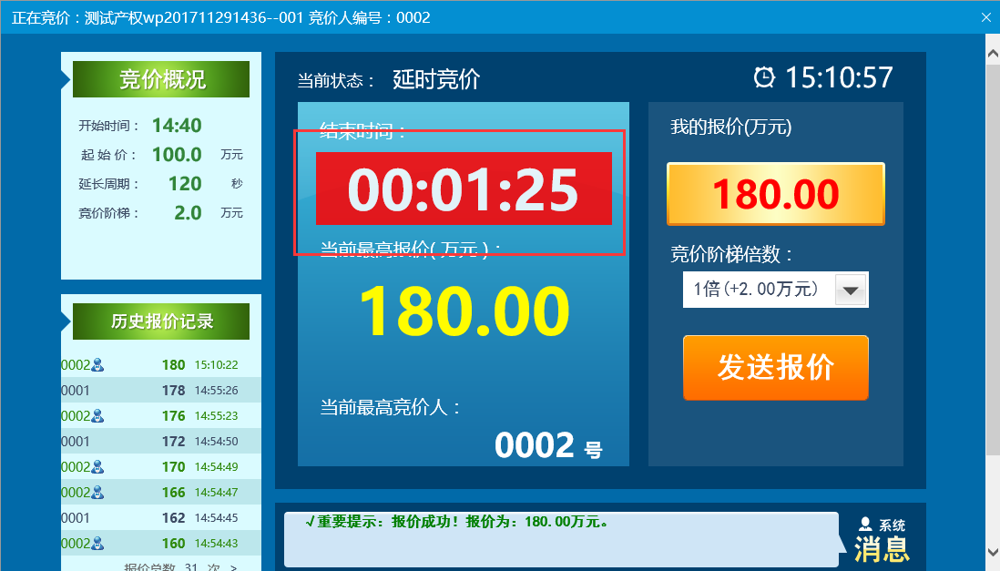 正在竞价：测试产权wp201711291436--001 竞价人编号：0002
竞价概况
开始时间： 14:40
起 始 价： 100.0 万元
延长周期： 120 秒
竞价阶梯： 2.0 万元
历史报价记录
0002 180 15:10:22
0001 178 14:55:26
0002 176 14:55:23
0001 172 14:54:50
0002 170 14:54:49
0002 166 14:54:47
0001 162 14:54:45
0002 160 14:54:43
报价总数 31 次 >
当前状态： 延时竞价
15:10:57
结束时间：
00:01:25
当前最高报价( 万元 )：
180.00
当前最高竞价人：
0002 号
我的报价(万元)
180.00
竞价阶梯倍数：
1倍(+2.00万元)
发送报价
√重要提示：报价成功！报价为：180.00万元。
系统
消息